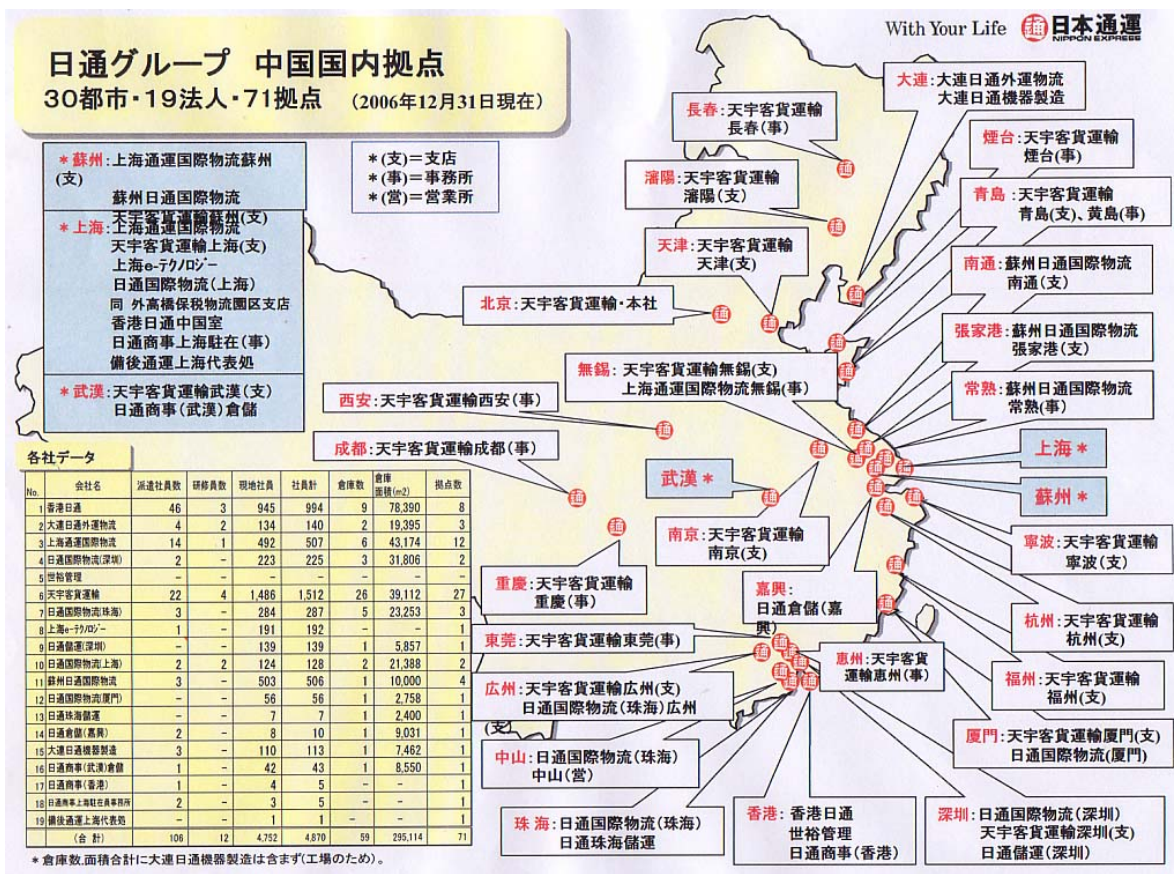 With Your Life 通 日本通運
NIPPON EXPRESS
日通グループ 中国国内拠点
30都市・19法人・71拠点 (2006年12月31日現在)
*蘇州:上海通運国際物流蘇州
(支)
蘇州日通国際物流
天宇客貨運輸蘇州(支)
*上海:上海通運国際物流
天宇客貨運輸上海(支)
上海e-テクノロジー
日通国際物流(上海)
同 外高橋保税物流園区支店
香港日通中国室
日通商事上海駐在(事)
備後通運上海代表処
*武漢:天宇客貨運輸武漢(支)
日通商事(武漢)倉儲
*(支)=支店
*(事)=事務所
*(営)=営業所
大連:大連日通外運物流
大連日通機器製造
長春:天宇客貨運輸
長春(事)
煙台:天宇客貨運輸
煙台(事)
瀋陽:天宇客貨運輸
瀋陽(支)
青島:天宇客貨運輸
青島(支)、黄島(事)
天津:天宇客貨運輸
天津(支)
南通:蘇州日通国際物流
南通(支)
北京:天宇客貨運輸・本社
張家港:蘇州日通国際物流
張家港(支)
無錫:天宇客貨運輸無錫(支)
上海通運国際物流無錫(事)
常熟:蘇州日通国際物流
常熟(事)
西安:天宇客貨運輸西安(事)
成都:天宇客貨運輸成都(事)
上海*
武漢*
蘇州*
南京:天宇客貨運輸
南京(支)
寧波:天宇客貨運輸
寧波(支)
重慶:天宇客貨運輸
重慶(事)
嘉興:
日通倉儲(嘉
興)
杭州:天宇客貨運輸
杭州(支)
東莞:天宇客貨運輸東莞(事)
恵州:天宇客貨
運輸恵州(事)
福州:天宇客貨運輸
福州(支)
広州:天宇客貨運輸広州(支)
日通国際物流(珠海)広州
(支)
厦門:天宇客貨運輸厦門(支)
日通国際物流(厦門)
中山:日通国際物流(珠海)
中山(営)
珠海:日通国際物流(珠海)
日通珠海儲運
香港:香港日通
世裕管理
日通商事(香港)
深圳:日通国際物流(深圳)
天宇客貨運輸深圳(支)
日通儲運(深圳)
各社データ
No. 会社名 派遣社員数 研修員数 現地社員 社員計 倉庫数 倉庫面積(m2) 拠点数
1 香港日通 46 3 945 994 9 78,390 8
2 大連日通外運物流 4 2 134 140 2 19,395 3
3 上海通運国際物流 14 1 492 507 6 43,174 12
4 日通国際物流(深圳) 2 - 223 225 3 31,806 2
5 世裕管理 - - - - - - -
6 天宇客貨運輸 22 4 1,486 1,512 26 39,112 27
7 日通国際物流(珠海) 3 - 284 287 5 23,253 3
8 上海e-テクノロジー 1 - 191 192 - - 1
9 日通儲運(深圳) - - 139 139 1 5,857 1
10 日通国際物流(上海) 2 2 124 128 2 21,388 2
11 蘇州日通国際物流 3 - 503 506 1 10,000 4
12 日通国際物流(厦門) - - 56 56 1 2,758 1
13 日通珠海儲運 - - 7 7 1 2,400 1
14 日通倉儲(嘉興) 2 - 8 10 1 9,031 1
15 大連日通機器製造 3 - 110 113 1 7,462 1
16 日通商事(武漢)倉儲 1 - 42 43 1 8,550 1
17 日通商事(香港) 1 - 4 5 - - 1
18 日通商事上海駐在員事務所 2 - 3 5 - - 1
19 備後通運上海代表処 - - 1 1 - - 1
(合 計) 106 12 4,752 4,870 59 295,114 71
*倉庫数,面積合計に大連日通機器製造は含まず(工場のため)。